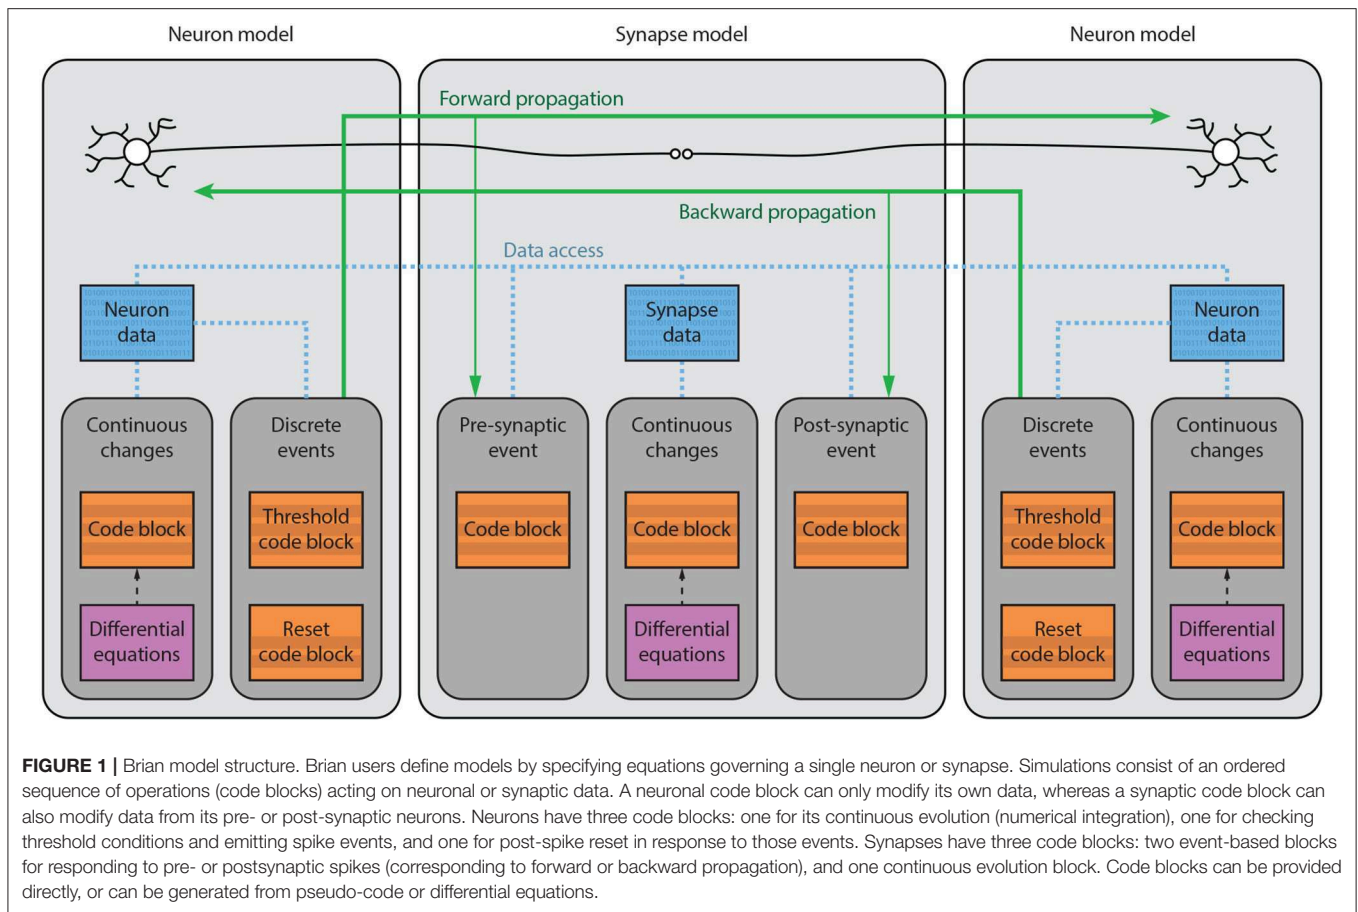 Neuron model
Synapse model
Neuron model
Forward propagation
Backward propagation
Data access
Neuron
data
Synapse
data
Neuron
data
Continuous
changes
Code block
Differential
equations
Discrete
events
Threshold
code block
Reset
code block
Pre-synaptic
event
Code block
Continuous
changes
Code block
Differential
equations
Post-synaptic
event
Code block
Discrete
events
Threshold
code block
Reset
code block
Continuous
changes
Code block
Differential
equations
FIGURE 1 | Brian model structure. Brian users define models by specifying equations governing a single neuron or synapse. Simulations consist of an ordered
sequence of operations (code blocks) acting on neuronal or synaptic data. A neuronal code block can only modify its own data, whereas a synaptic code block can
also modify data from its pre- or post-synaptic neurons. Neurons have three code blocks: one for its continuous evolution (numerical integration), one for checking
threshold conditions and emitting spike events, and one for post-spike reset in response to those events. Synapses have three code blocks: two event-based blocks
for responding to pre- or postsynaptic spikes (corresponding to forward or backward propagation), and one continuous evolution block. Code blocks can be provided
directly, or can be generated from pseudo-code or differential equations.